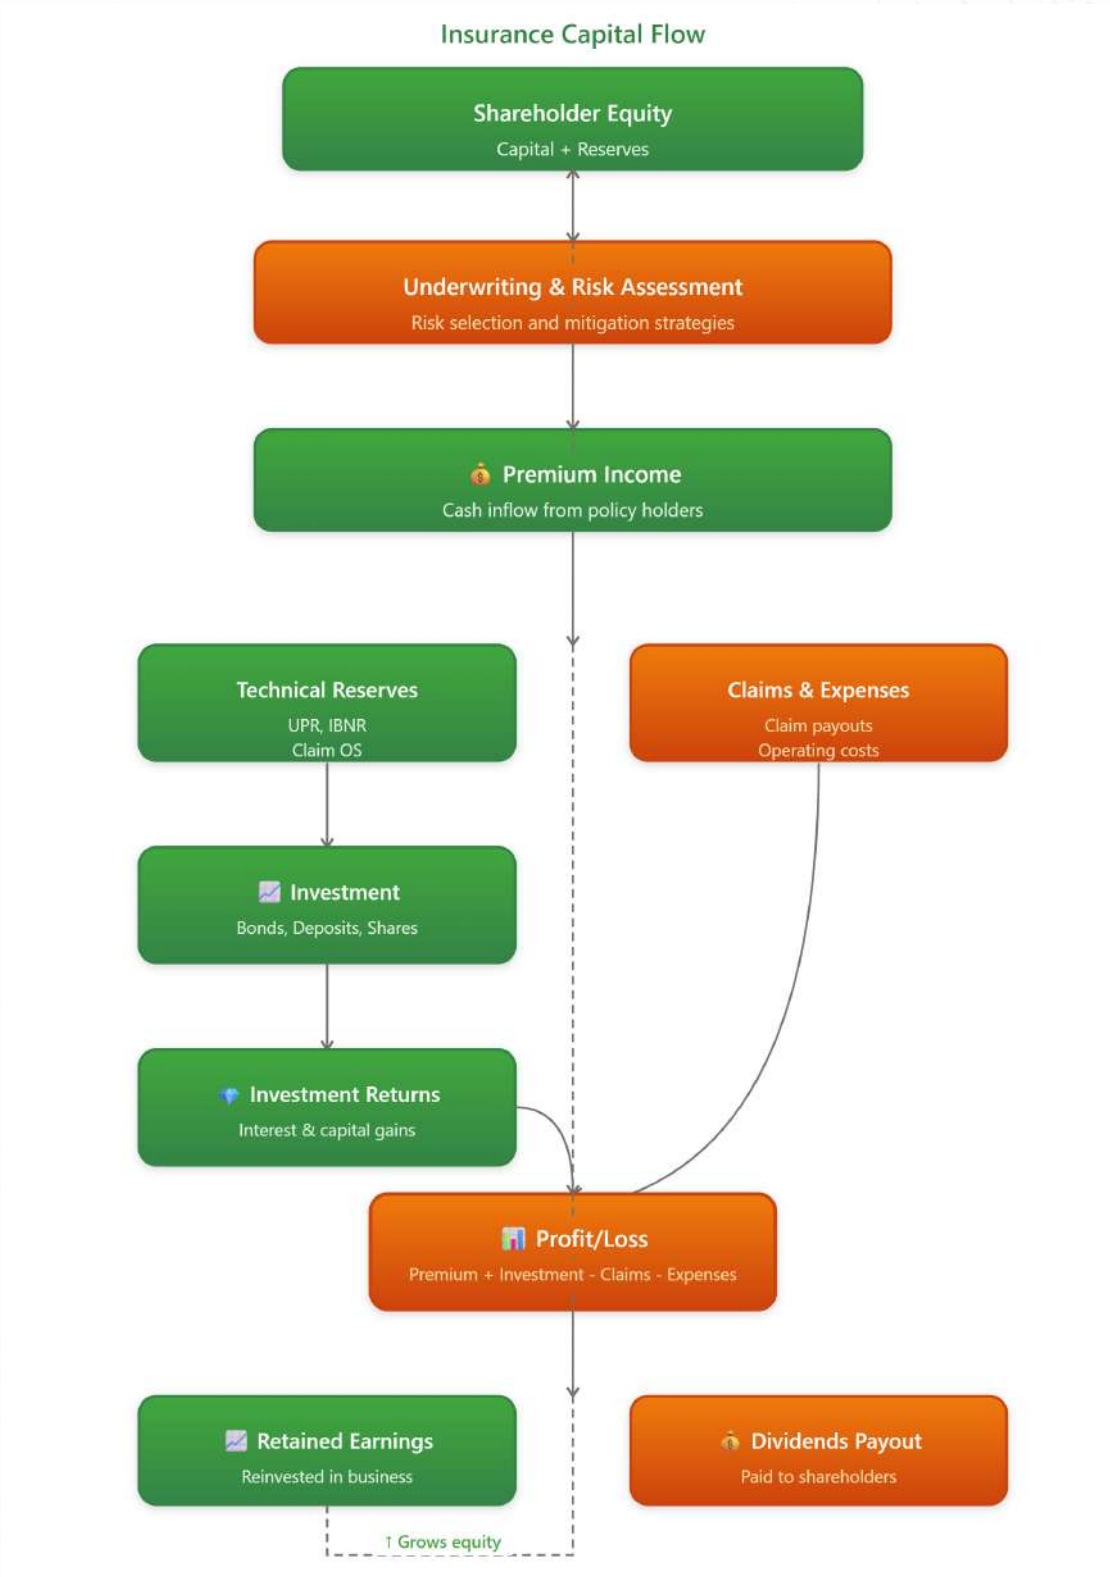 Insurance Capital Flow
Shareholder Equity
Capital + Reserves
Underwriting & Risk Assessment
Risk selection and mitigation strategies
Premium Income
Cash inflow from policy holders
Technical Reserves
UPR, IBNR
Claim OS
Claims & Expenses
Claim payouts
Operating costs
Investment
Bonds, Deposits, Shares
Investment Returns
Interest & capital gains
Profit/Loss
Premium + Investment - Claims - Expenses
Retained Earnings
Reinvested in business
Dividends Payout
Paid to shareholders
↑ Grows equity